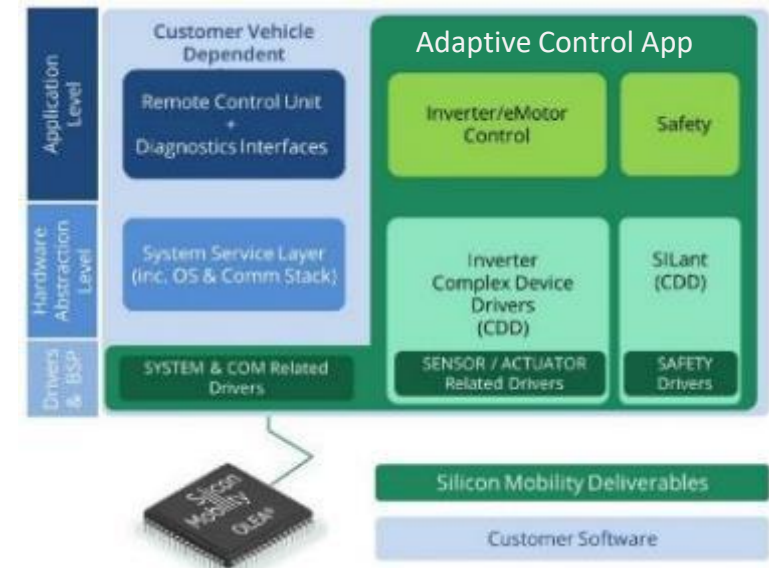 Application
Level
Customer Vehicle
Dependent
Remote Control Unit
+
Diagnostics Interfaces
Adaptive Control App
Inverter/eMotor
Control
Safety
Hardware
Abstraction
Level
System Service Layer
(inc. OS & Comm Stack)
Inverter
Complex Device
Drivers
(CDD)
SILant
(CDD)
Drivers
& BSP
SYSTEM & COM Related
Drivers
SENSOR / ACTUATOR
Related Drivers
SAFETY
Drivers
Silicon
Mobility
OLEA®
Silicon Mobility Deliverables
Customer Software